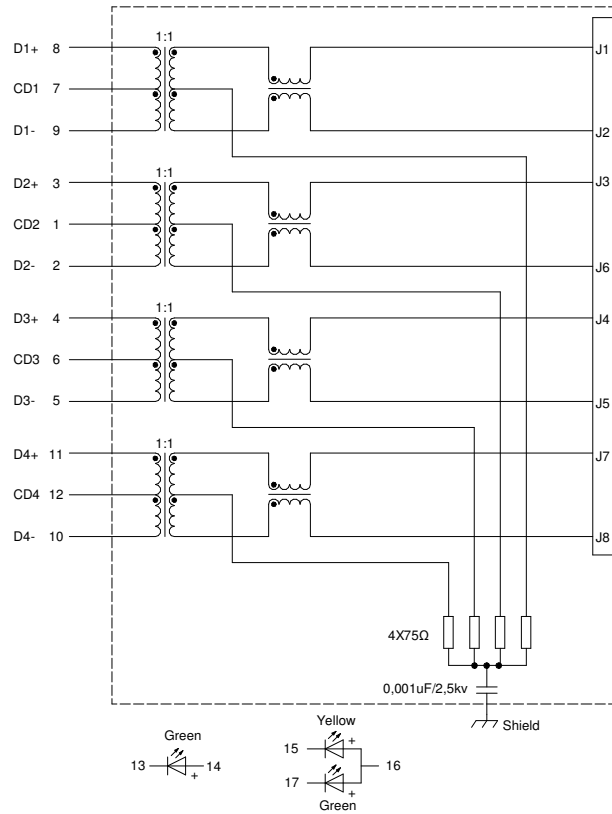 1:1
D1+ 8
J1
CD1 7
D1- 9
J2
1:1
D2+ 3
J3
CD2 1
D2- 2
J6
1:1
D3+ 4
J4
CD3 6
D3- 5
J5
1:1
D4+ 11
J7
CD4 12
D4- 10
J8
4X75Ω
0,001uF/2,5kv
Shield
Green
13
14
+
Yellow
15
+
16
17
+
Green